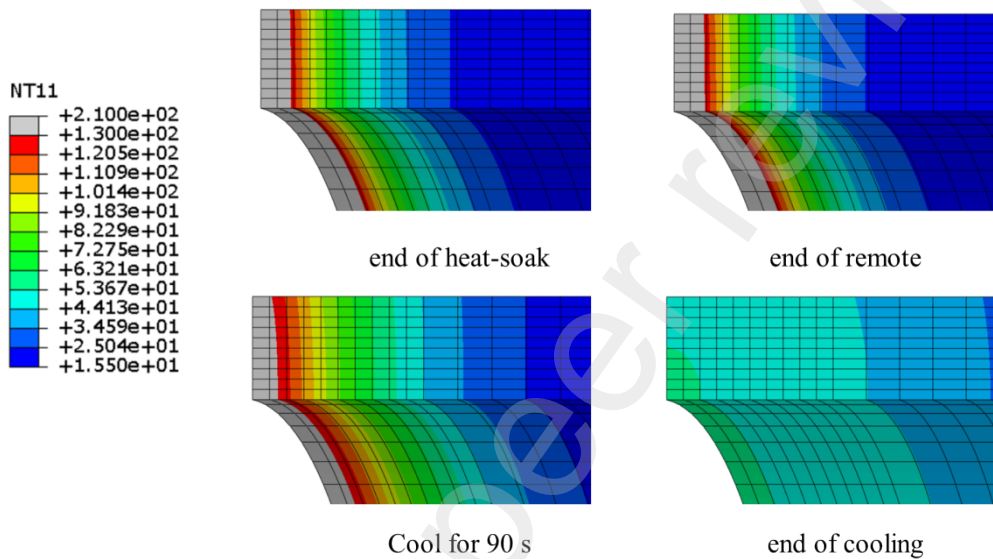 NT11
+2.100e+02
+1.300e+02
+1.205e+02
+1.109e+02
+1.014e+02
+9.183e+01
+8.229e+01
+7.275e+01
+6.321e+01
+5.367e+01
+4.413e+01
+3.459e+01
+2.504e+01
+1.550e+01
end of heat-soak
end of remote
Cool for 90 s
end of cooling
peer rev